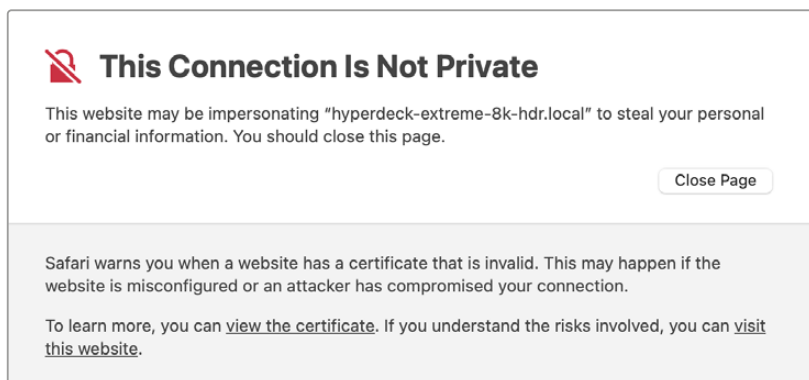 This Connection Is Not Private
This website may be impersonating “hyperdeck-extreme-8k-hdr.local” to steal your personal
or financial information. You should close this page.
Close Page
Safari warns you when a website has a certificate that is invalid. This may happen if the
website is misconfigured or an attacker has compromised your connection.
To learn more, you can view the certificate. If you understand the risks involved, you can visit
this website.